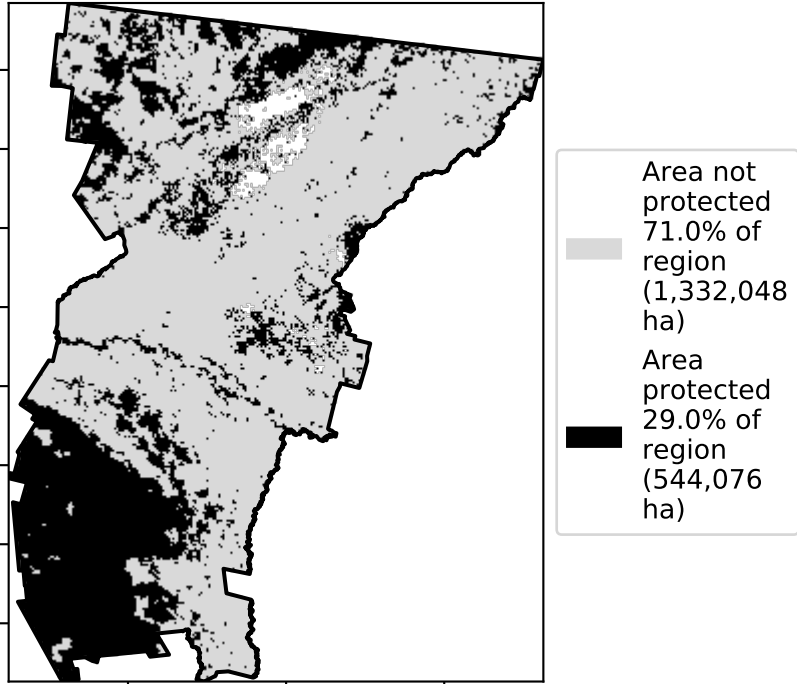 Area not
protected
71.0% of
region
(1,332,048
ha)
Area
protected
29.0% of
region
(544,076
ha)